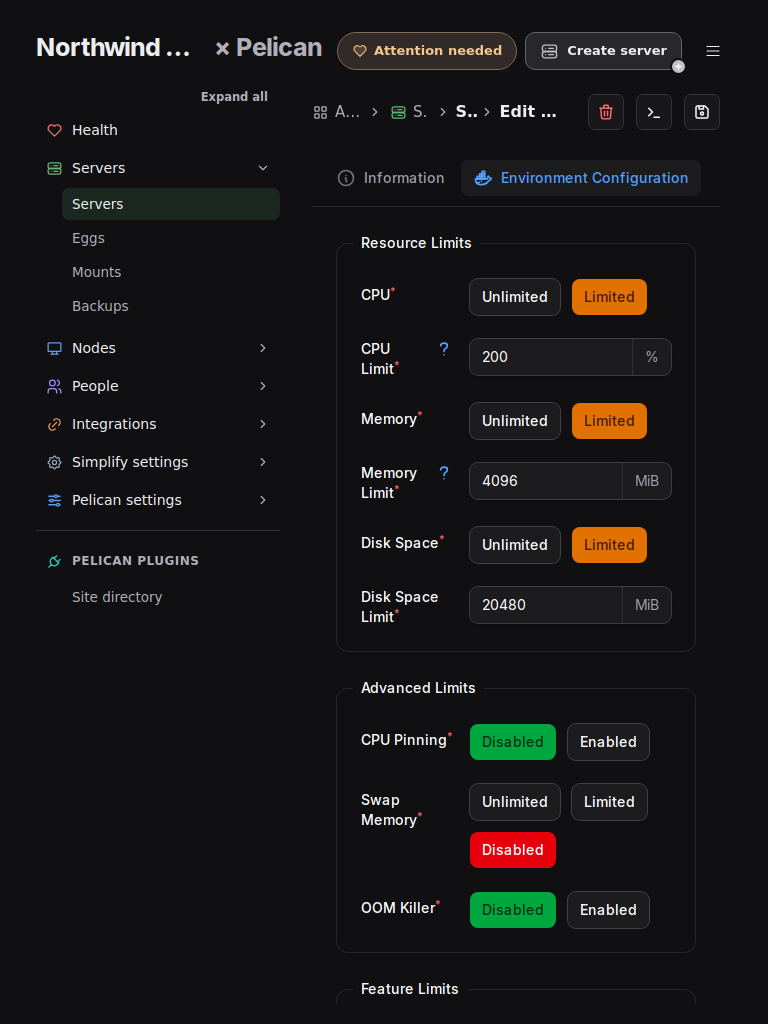 Northwind ... × Pelican
Attention needed
Create server
Expand all
Health
Servers
Servers
Eggs
Mounts
Backups
Nodes
People
Integrations
Simplify settings
Pelican settings
PELICAN PLUGINS
Site directory
A... > S. > S.. > Edit ...
Information
Environment Configuration
Resource Limits
CPU* Unlimited Limited
CPU Limit* ? 200 %
Memory* Unlimited Limited
Memory Limit* ? 4096 MiB
Disk Space* Unlimited Limited
Disk Space Limit* 20480 MiB
Advanced Limits
CPU Pinning* Disabled Enabled
Swap Memory* Unlimited Limited
Disabled
OOM Killer* Disabled Enabled
Feature Limits